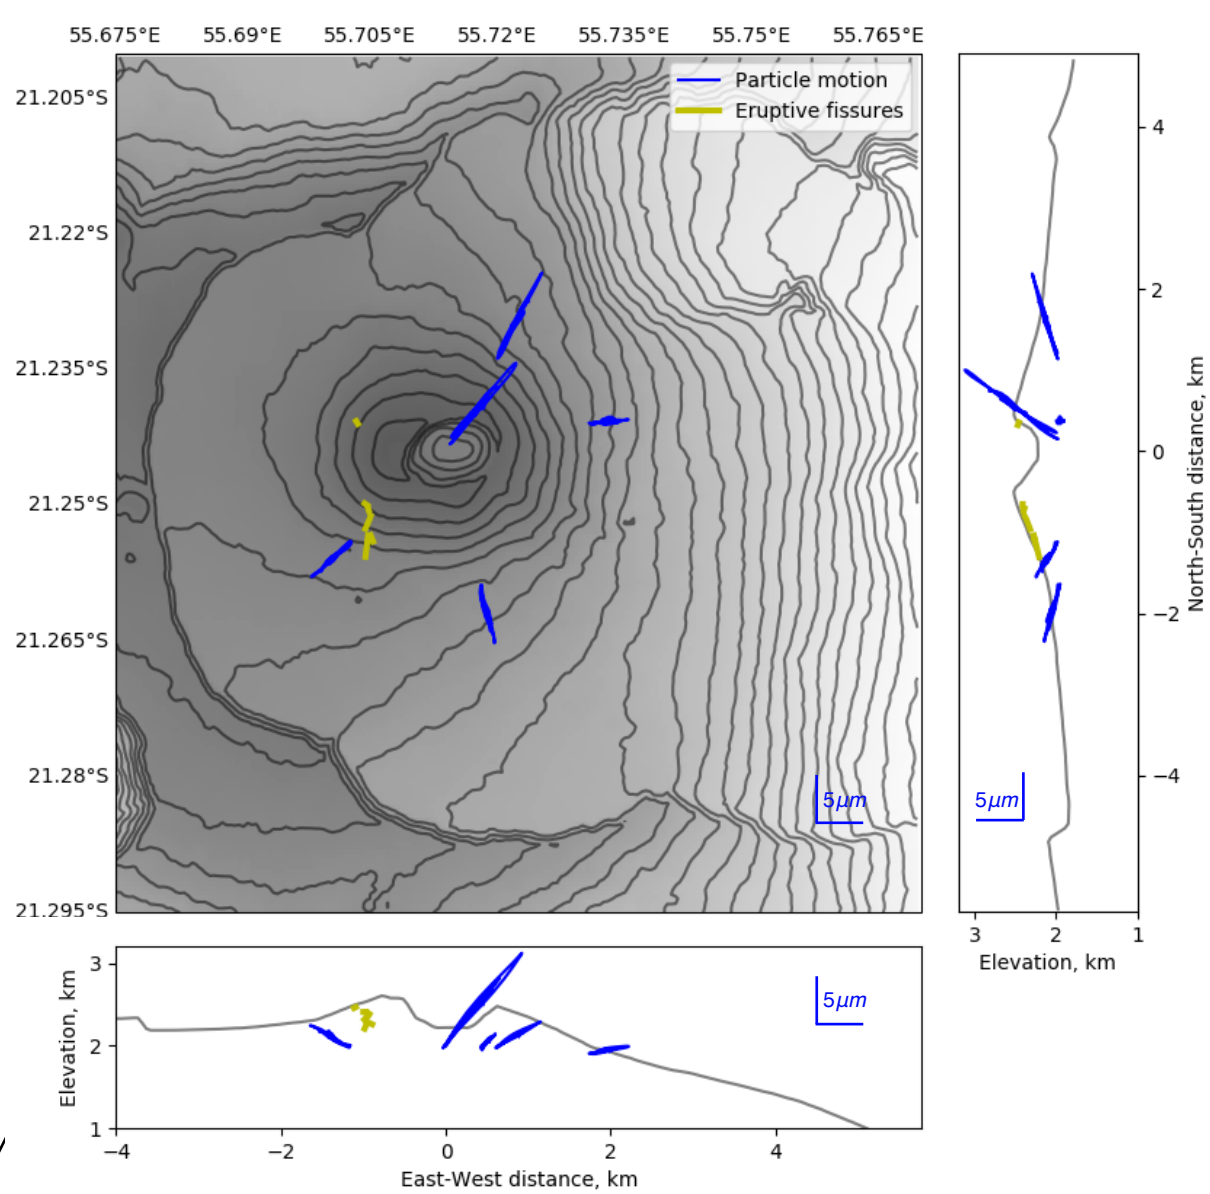 55.675°E 55.69°E 55.705°E 55.72°E 55.735°E 55.75°E 55.765°E
Particle motion
Eruptive fissures
21.205°S
21.22°S
21.235°S
21.25°S
21.265°S
21.28°S
21.295°S
5μm
4
2
0
−2
−4
North-South distance, km
5μm
3 2 1
Elevation, km
3
2
1
Elevation, km
5μm
−4 −2 0 2 4
East-West distance, km